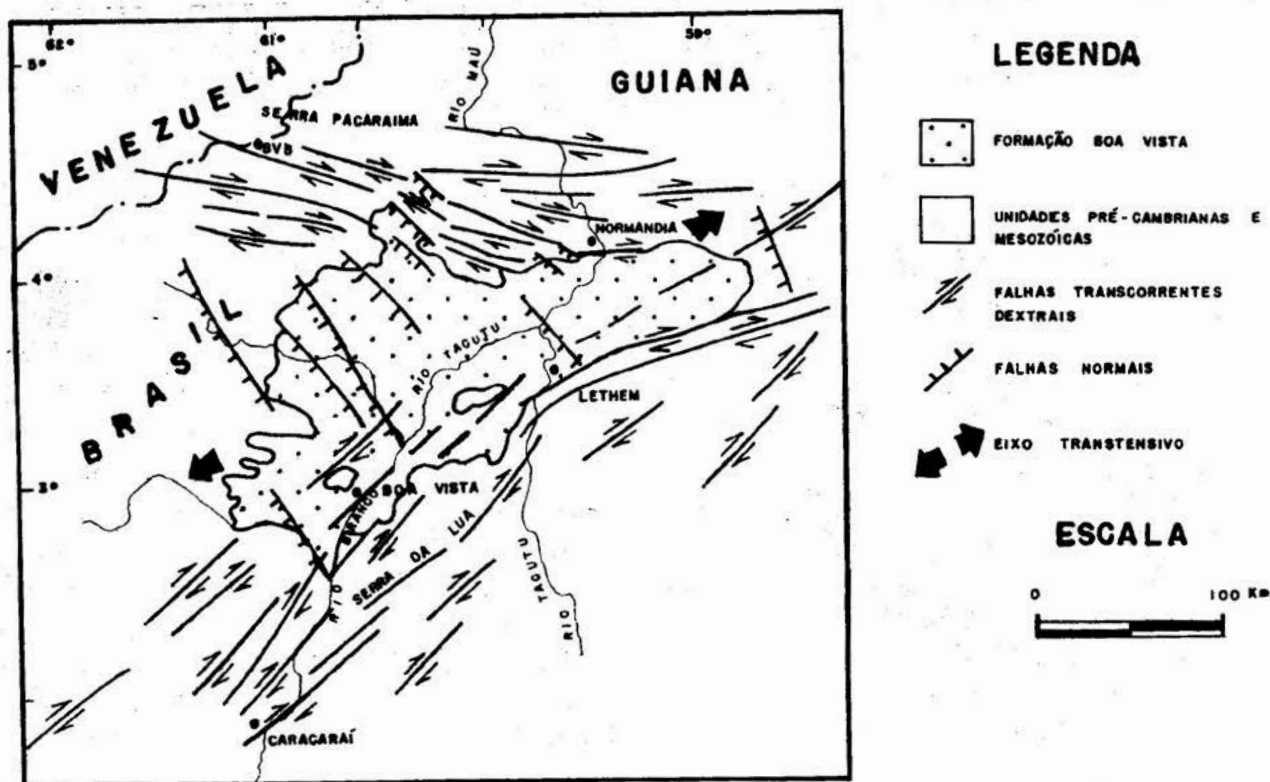 62°
61°
59°
5°
4°
3°
VENEZUELA
GUIANA
BRASIL
RIO MAÚ
SERRA PACARAIMA
BVB
NORMANDIA
RIO TACUTU
LETHEM
BOA VISTA
RIO BRANCO
SERRA DA LUA
RIO TACUTU
CARACARAÍ
LEGENDA
FORMAÇÃO BOA VISTA
UNIDADES PRÉ-CAMBRIANAS E
MESOZÓICAS
FALHAS TRANSCORRENTES
DEXTRAIS
FALHAS NORMAIS
EIXO TRANSTENSIVO
ESCALA
0 100 Km